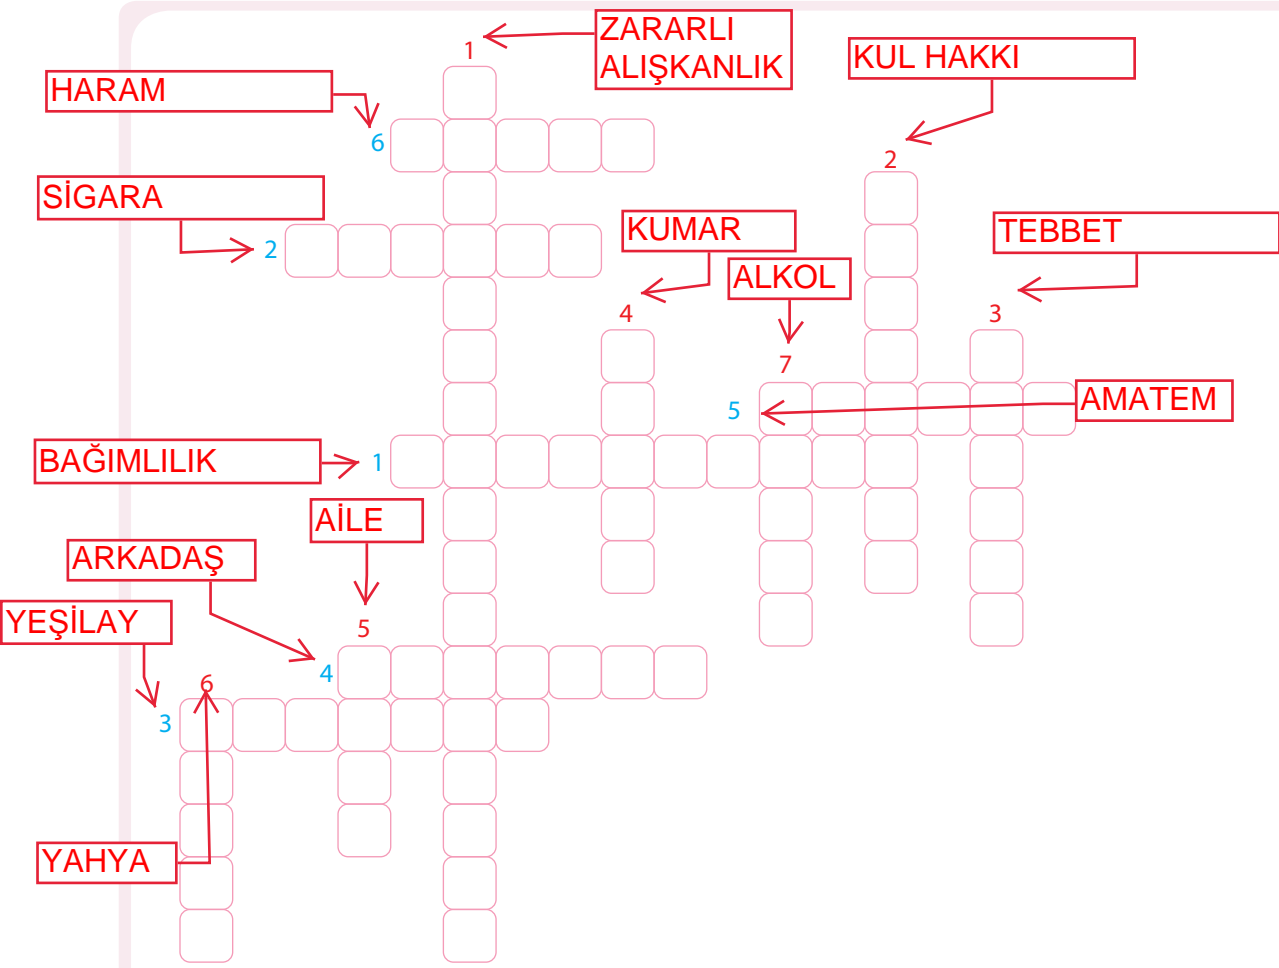 ZARARLI
ALIŞKANLIK
1
KUL HAKKI
HARAM
6
2
SİGARA
2
KUMAR
TEBBET
ALKOL
4
3
7
AMATEM
5
BAĞIMLILIK
1
AİLE
ARKADAŞ
YEŞİLAY
5
4
6
3
YAHYA